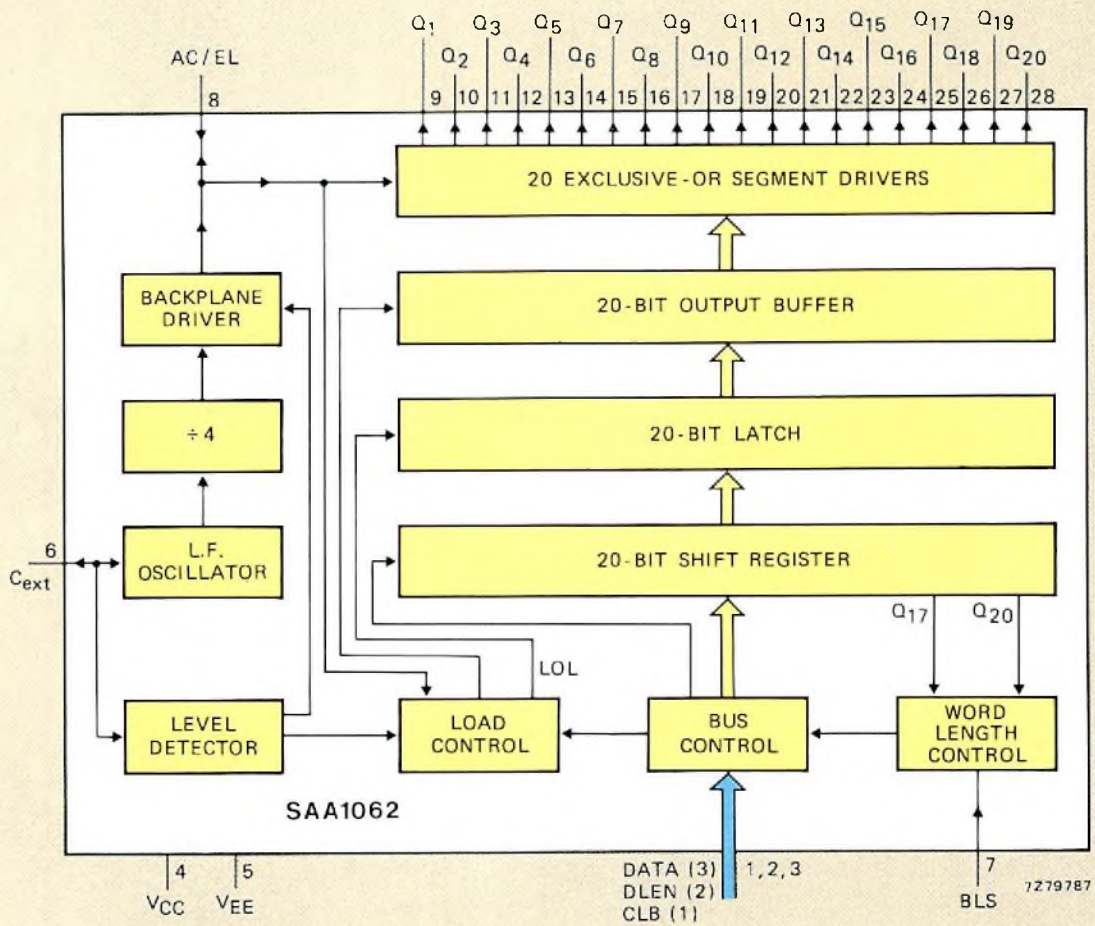 Q1 Q3 Q5 Q7 Q9 Q11 Q13 Q15 Q17 Q19
Q2 Q4 Q6 Q8 Q10 Q12 Q14 Q16 Q18 Q20
AC/EL
8
9 10 11 12 13 14 15 16 17 18 19 20 21 22 23 24 25 26 27 28
20 EXCLUSIVE-OR SEGMENT DRIVERS
BACKPLANE
DRIVER
20-BIT OUTPUT BUFFER
÷4
20-BIT LATCH
6
Cext
L.F.
OSCILLATOR
20-BIT SHIFT REGISTER
Q17 Q20
LOL
LEVEL
DETECTOR
LOAD
CONTROL
BUS
CONTROL
WORD
LENGTH
CONTROL
SAA1062
4 5
VCC VEE
DATA (3) 1,2,3
DLEN (2)
CLB (1)
7
BLS
7Z79787